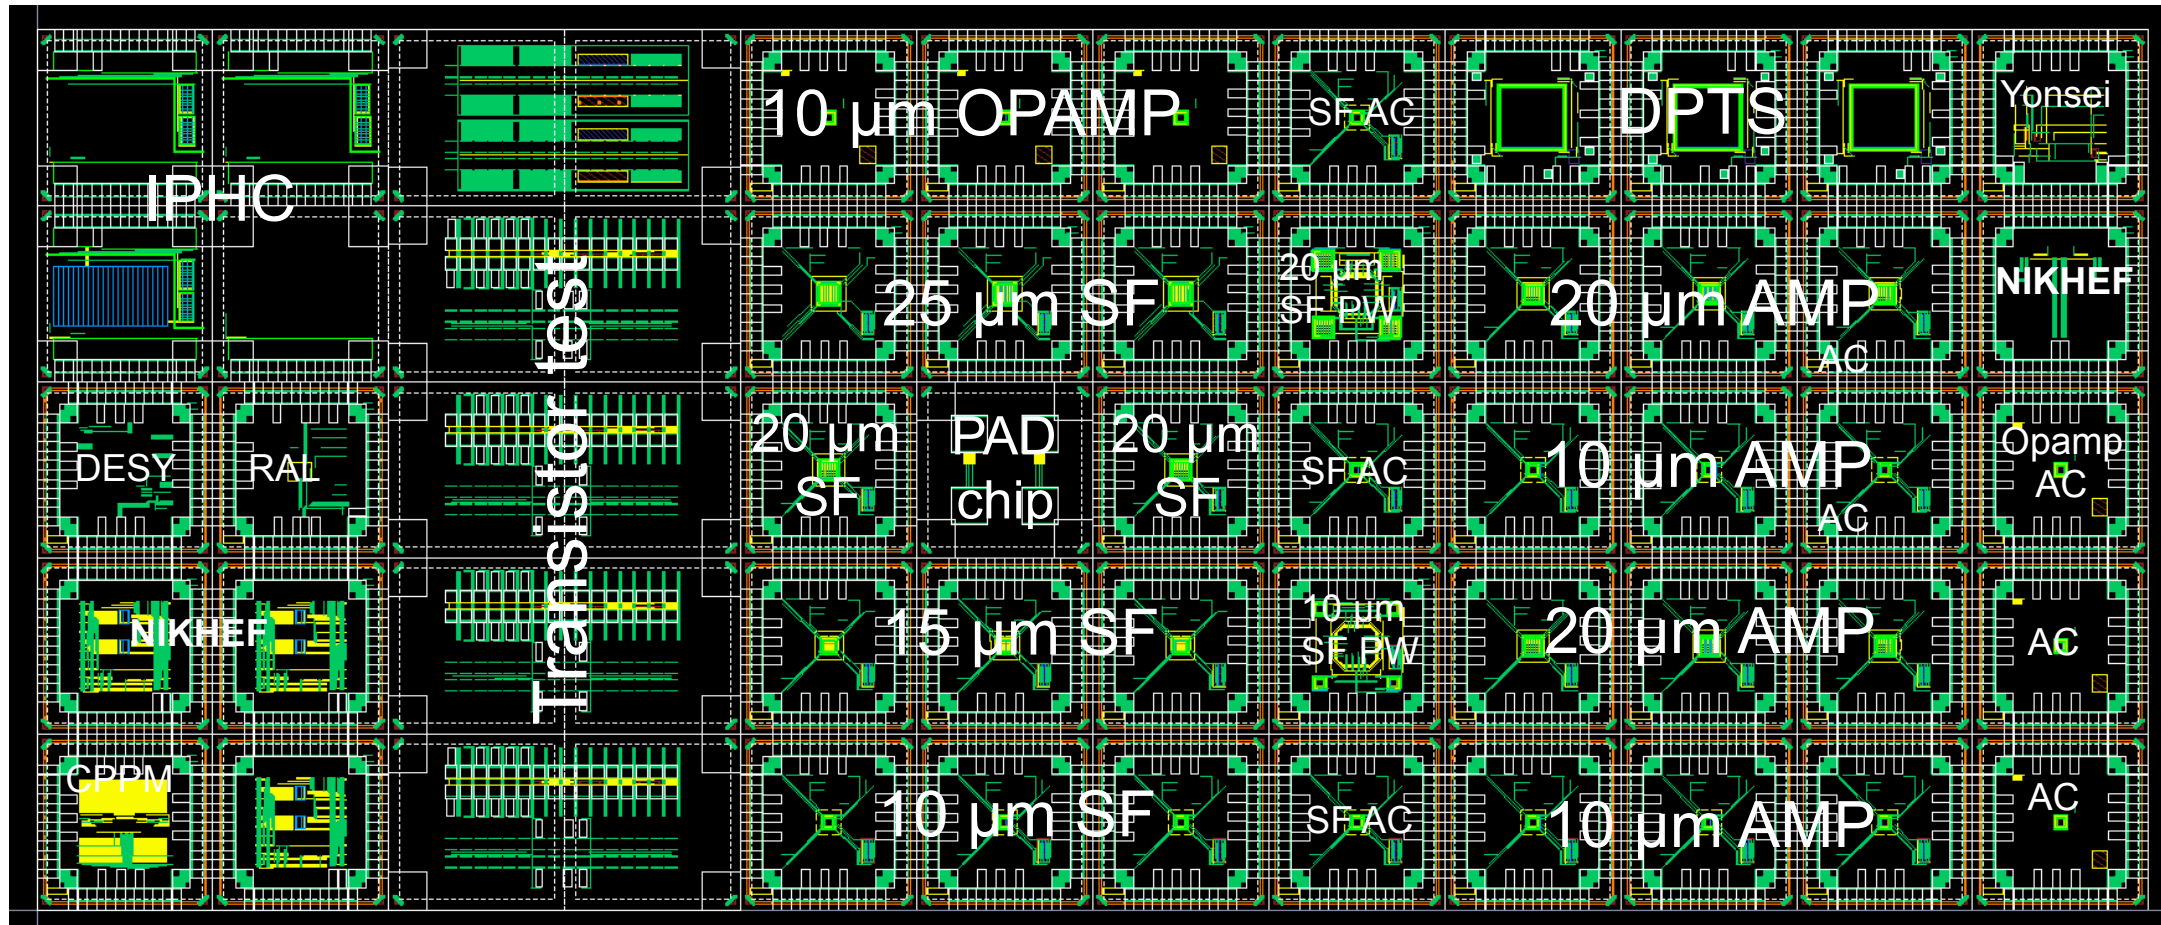 IPHC
Transistor test
10 µm OPAMP
SF AC
DPTS
Yonsei
25 µm SF
20 µm
SF PW
20 µm AMP
AC
NIKHEF
DESY
RAL
20 µm
SF
PAD
chip
20 µm
SF
SF AC
10 µm AMP
AC
Opamp
AC
NIKHEF
15 µm SF
10 µm
SF PW
20 µm AMP
AC
CPPM
10 µm SF
SF AC
10 µm AMP
AC